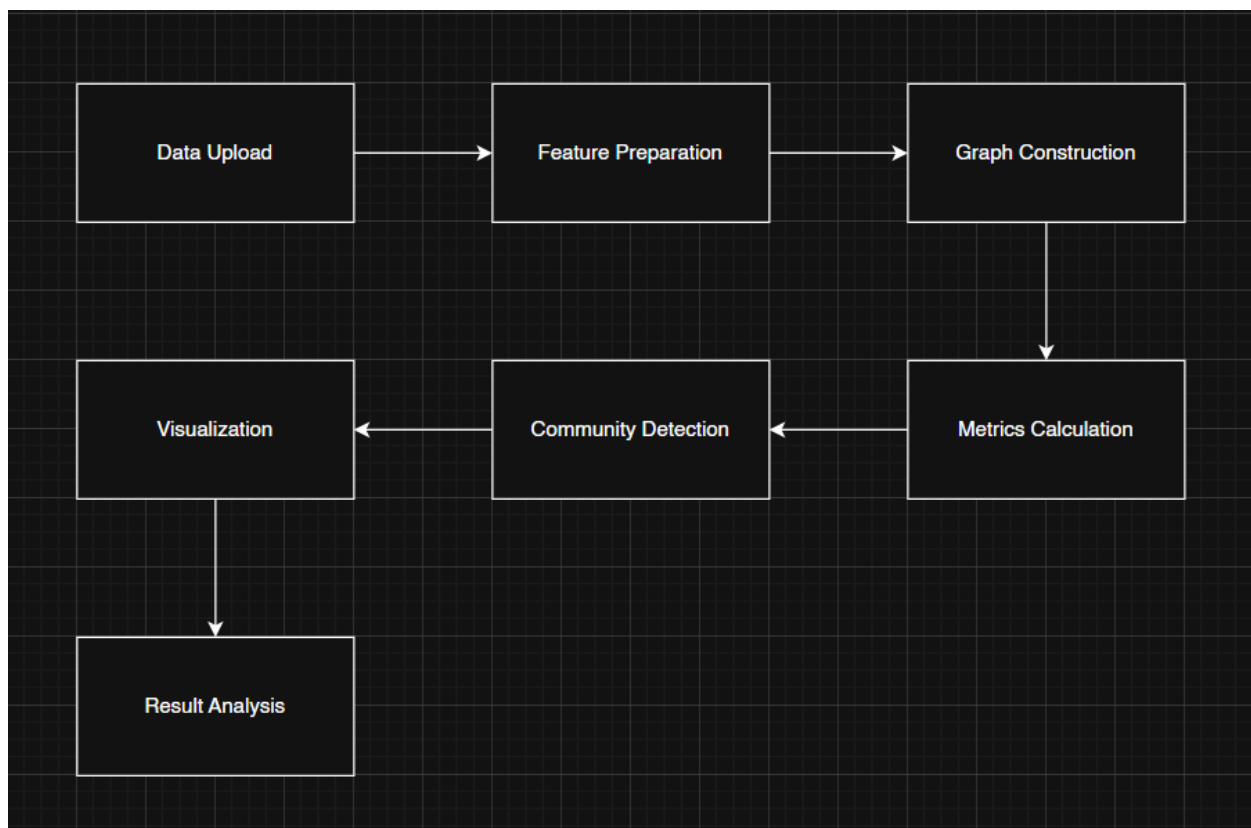 Data Upload
Feature Preparation
Graph Construction
Visualization
Community Detection
Metrics Calculation
Result Analysis